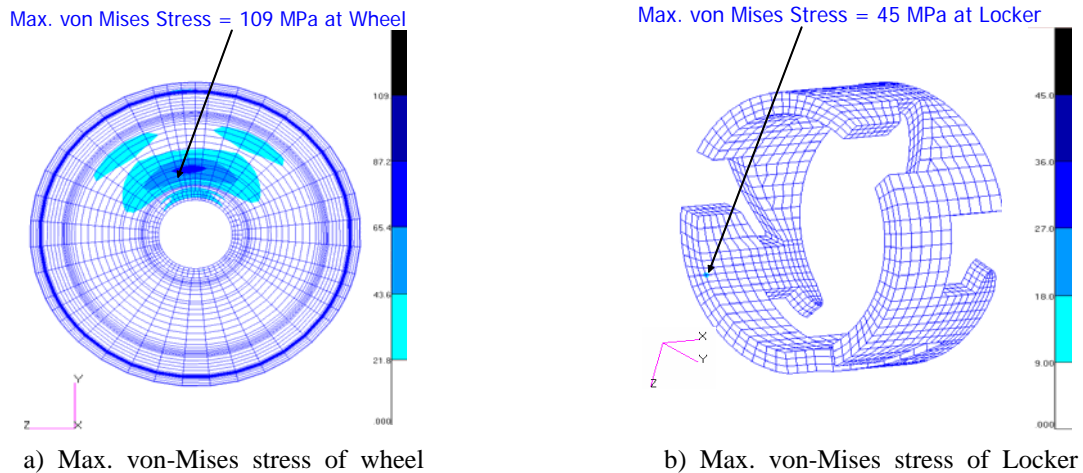 Max. von Mises Stress = 109 MPa at Wheel
109.
87.2
65.4
43.6
21.8
.000
Y
Z
X
a) Max. von-Mises stress of wheel
Max. von Mises Stress = 45 MPa at Locker
45.0
36.0
27.0
18.0
9.00
.000
X
Y
Z
b) Max. von-Mises stress of Locker